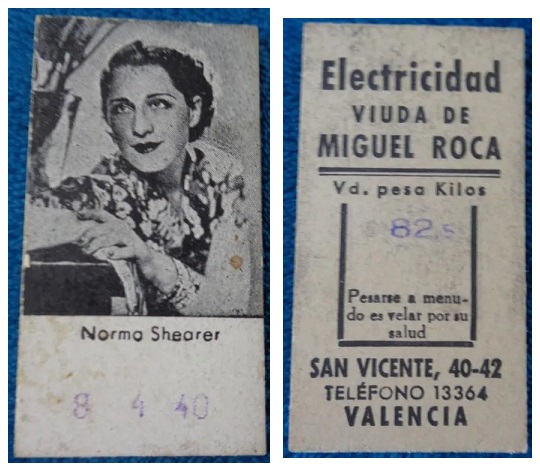 Norma Shearer
8 4 40
Electricidad
VIUDA DE
MIGUEL ROCA
Vd. pesa Kilos
82,5
Pesarse a menu-
do es velar por su
salud
SAN VICENTE, 40-42
TELÉFONO 13364
VALENCIA